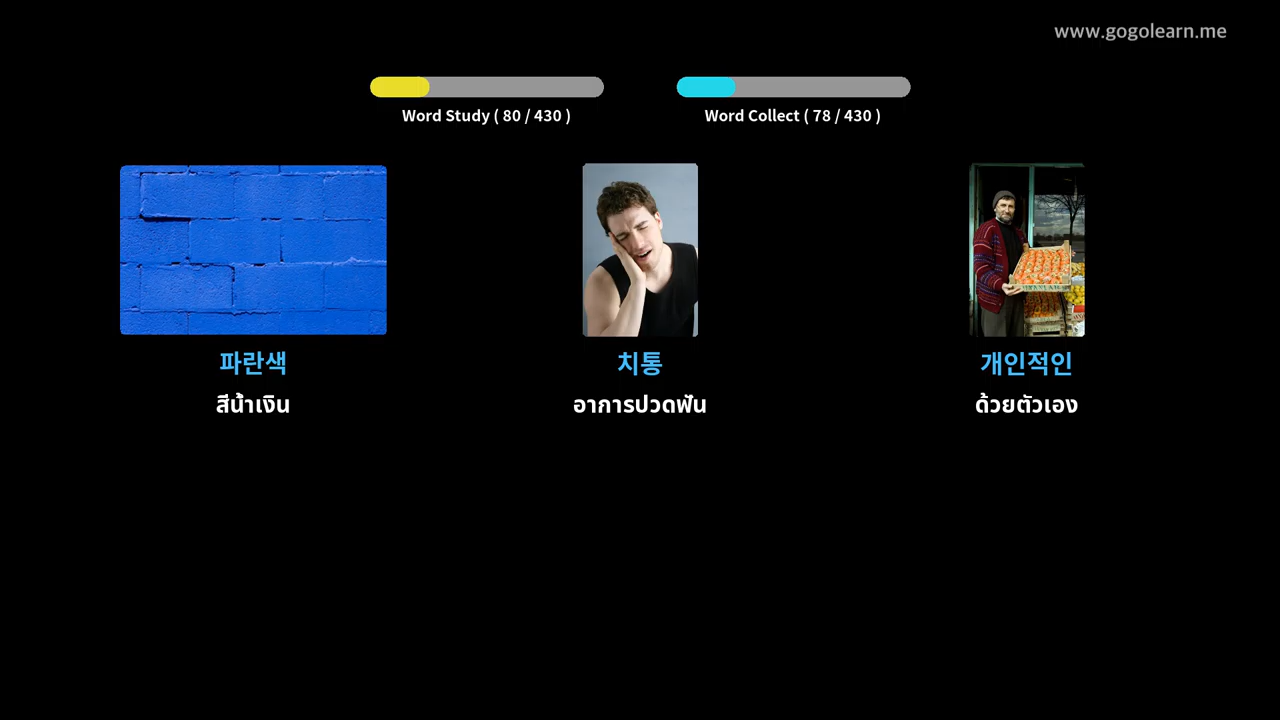 www.gogolearn.me
Word Study ( 80 / 430 )
Word Collect ( 78 / 430 )
파란색
치통
개인적인
สีน้ำเงิน
อาการปวดฟัน
ด้วยตัวเอง